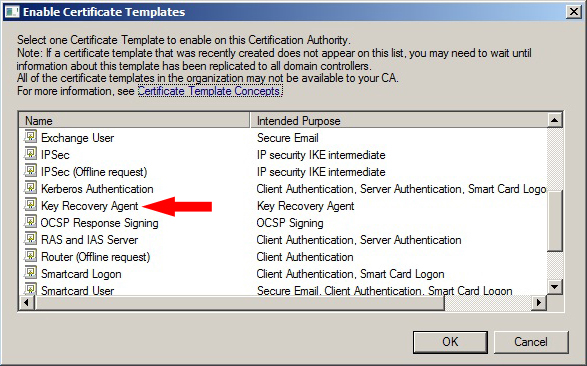 Enable Certificate Templates
Select one Certificate Template to enable on this Certification Authority.
Note: If a certificate template that was recently created does not appear on this list, you may need to wait until
information about this template has been replicated to all domain controllers.
All of the certificate templates in the organization may not be available to your CA.
For more information, see Certificate Template Concepts.
Name Intended Purpose
Exchange User Secure Email
IPSec IP security IKE intermediate
IPSec (Offline request) IP security IKE intermediate
Kerberos Authentication Client Authentication, Server Authentication, Smart Card Logo
Key Recovery Agent Key Recovery Agent
OCSP Response Signing OCSP Signing
RAS and IAS Server Client Authentication, Server Authentication
Router (Offline request) Client Authentication
Smartcard Logon Client Authentication, Smart Card Logon
Smartcard User Secure Email, Client Authentication, Smart Card Logon
OK Cancel